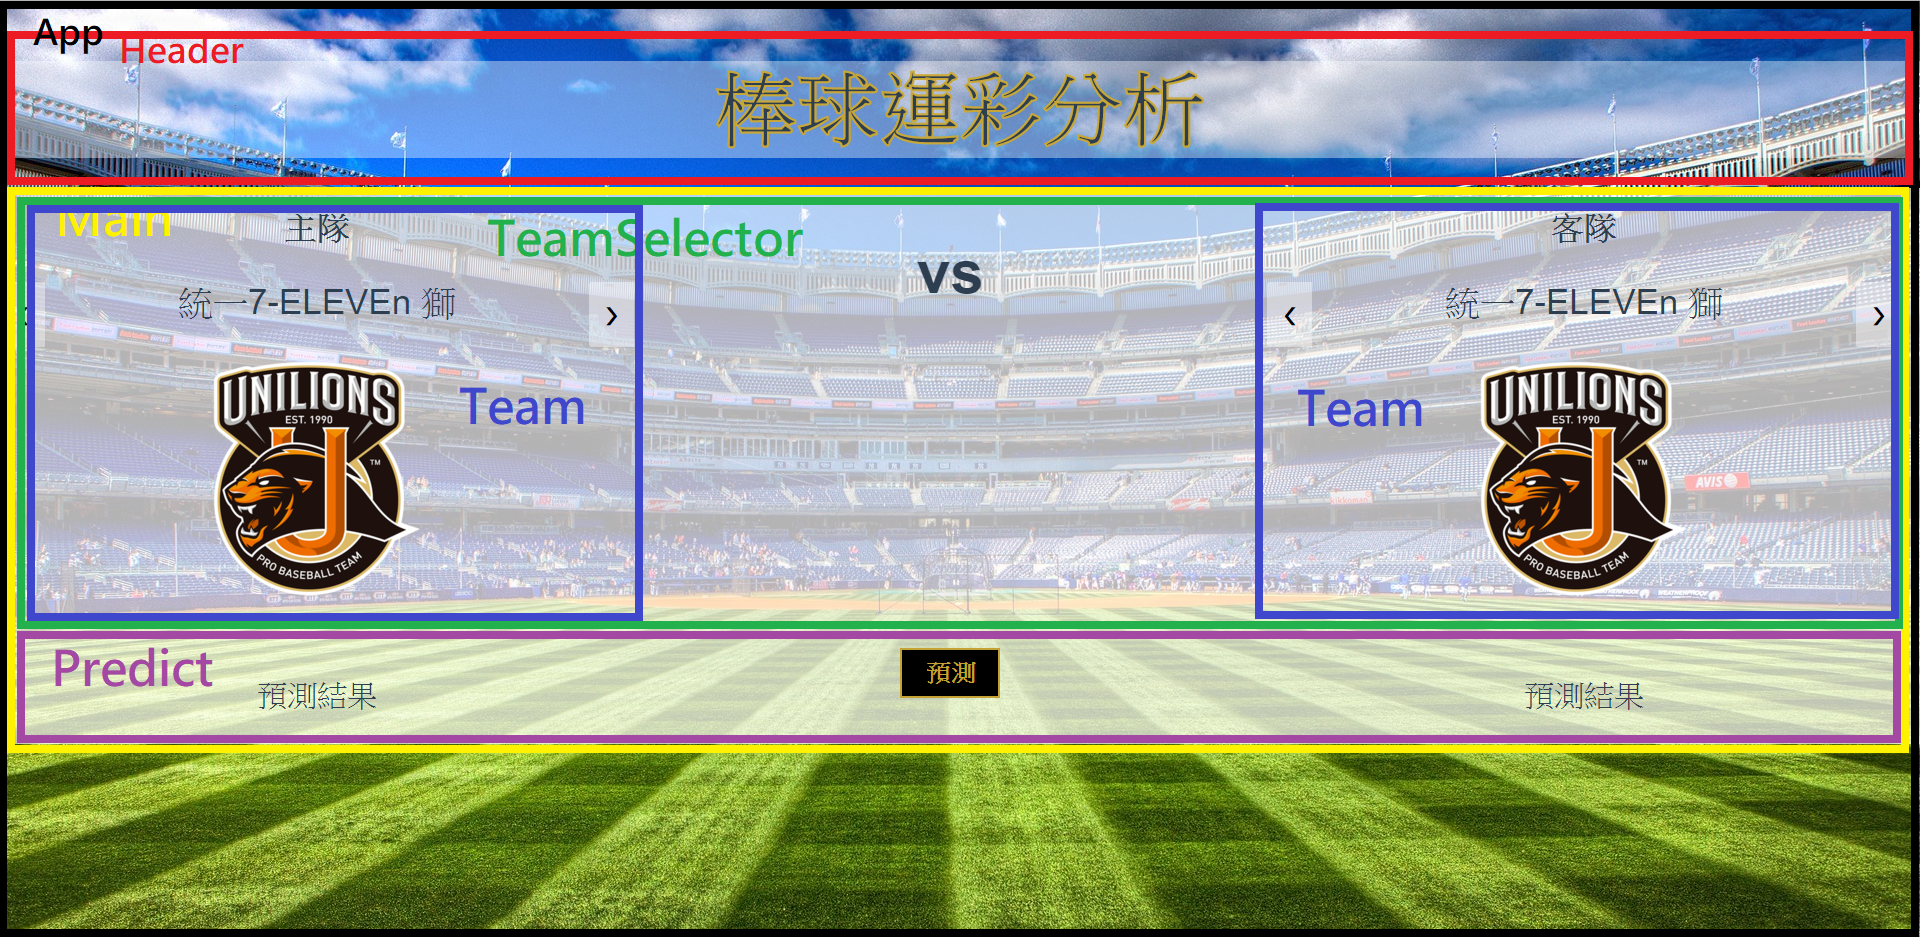 App
Header
棒球運彩分析
Main
主隊
TeamSelector
客隊
vs
統一7-ELEVEn 獅
›
‹
統一7-ELEVEn 獅
›
UNILIONS
EST. 1990
TM
PRO BASEBALL TEAM
Team
Team
UNILIONS
EST. 1990
TM
PRO BASEBALL TEAM
AVIS
Predict
預測結果
預測
預測結果